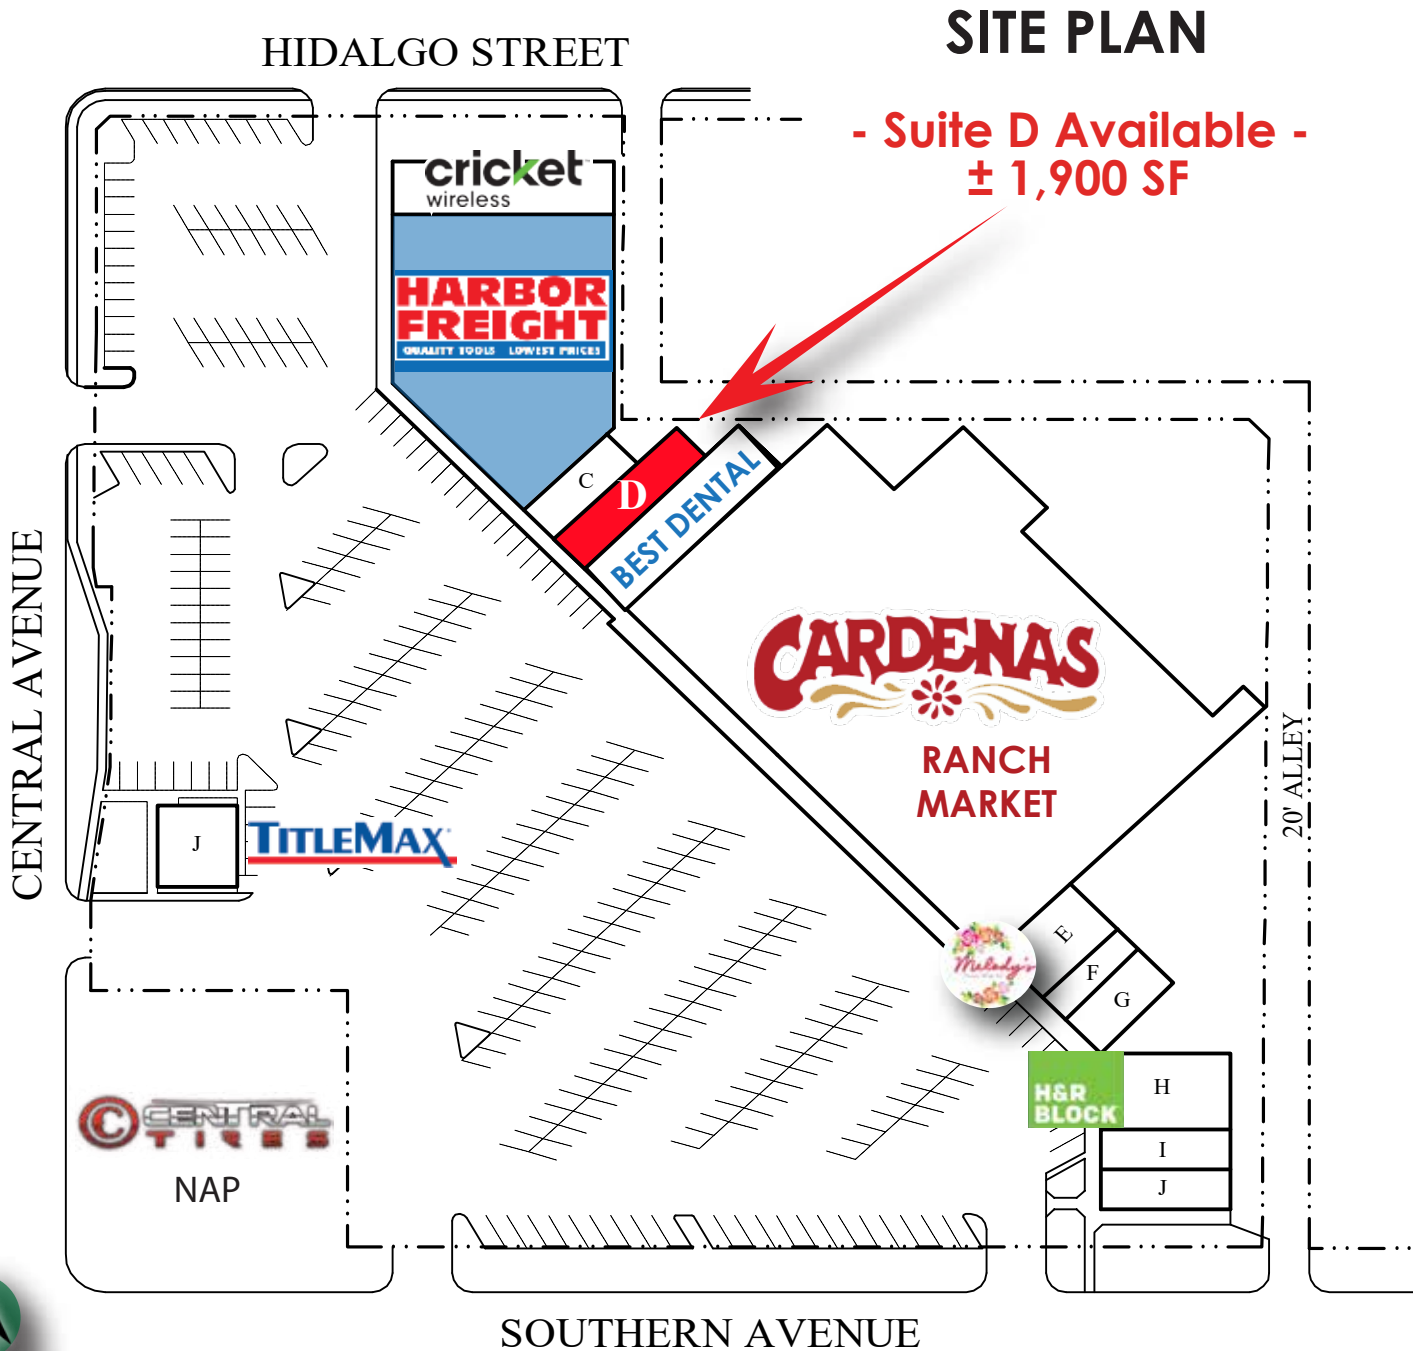 SITE PLAN
HIDALGO STREET
- Suite D Available -
± 1,900 SF
cricket
wireless
HARBOR
FREIGHT
QUALITY TOOLS LOWEST PRICES
C
D
BEST DENTAL
CENTRAL AVENUE
CARDENAS
RANCH
MARKET
20' ALLEY
J
TITLEMAX
E
F
G
Melody's
H&R
BLOCK
H
I
J
C CENTRAL
TIRES
NAP
SOUTHERN AVENUE